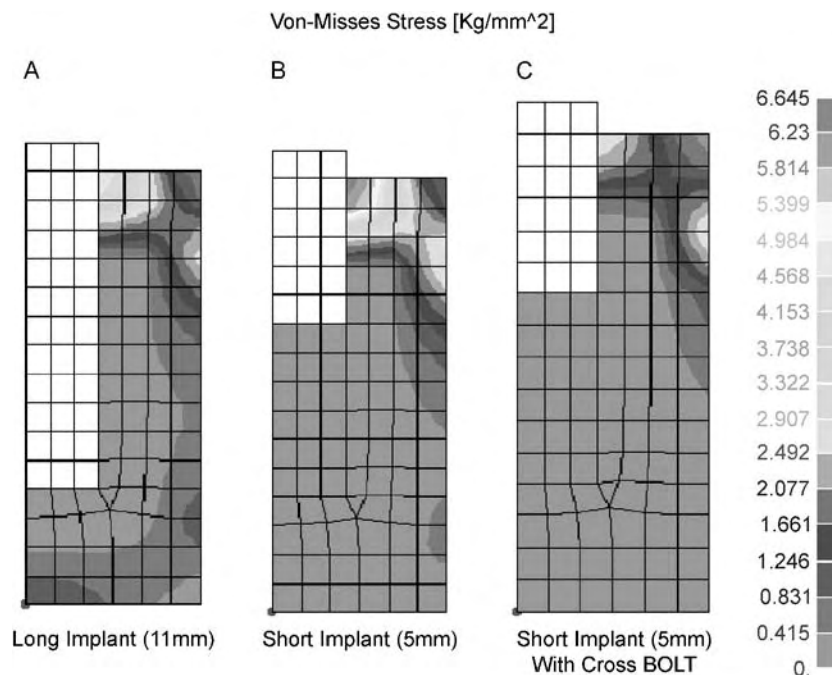 Von-Misses Stress [Kg/mm^2]
A
B
C
6.645
6.23
5.814
5.399
4.984
4.568
4.153
3.738
3.322
2.907
2.492
2.077
1.661
1.246
0.831
0.415
0.
Long Implant (11mm)
Short Implant (5mm)
Short Implant (5mm)
With Cross BOLT